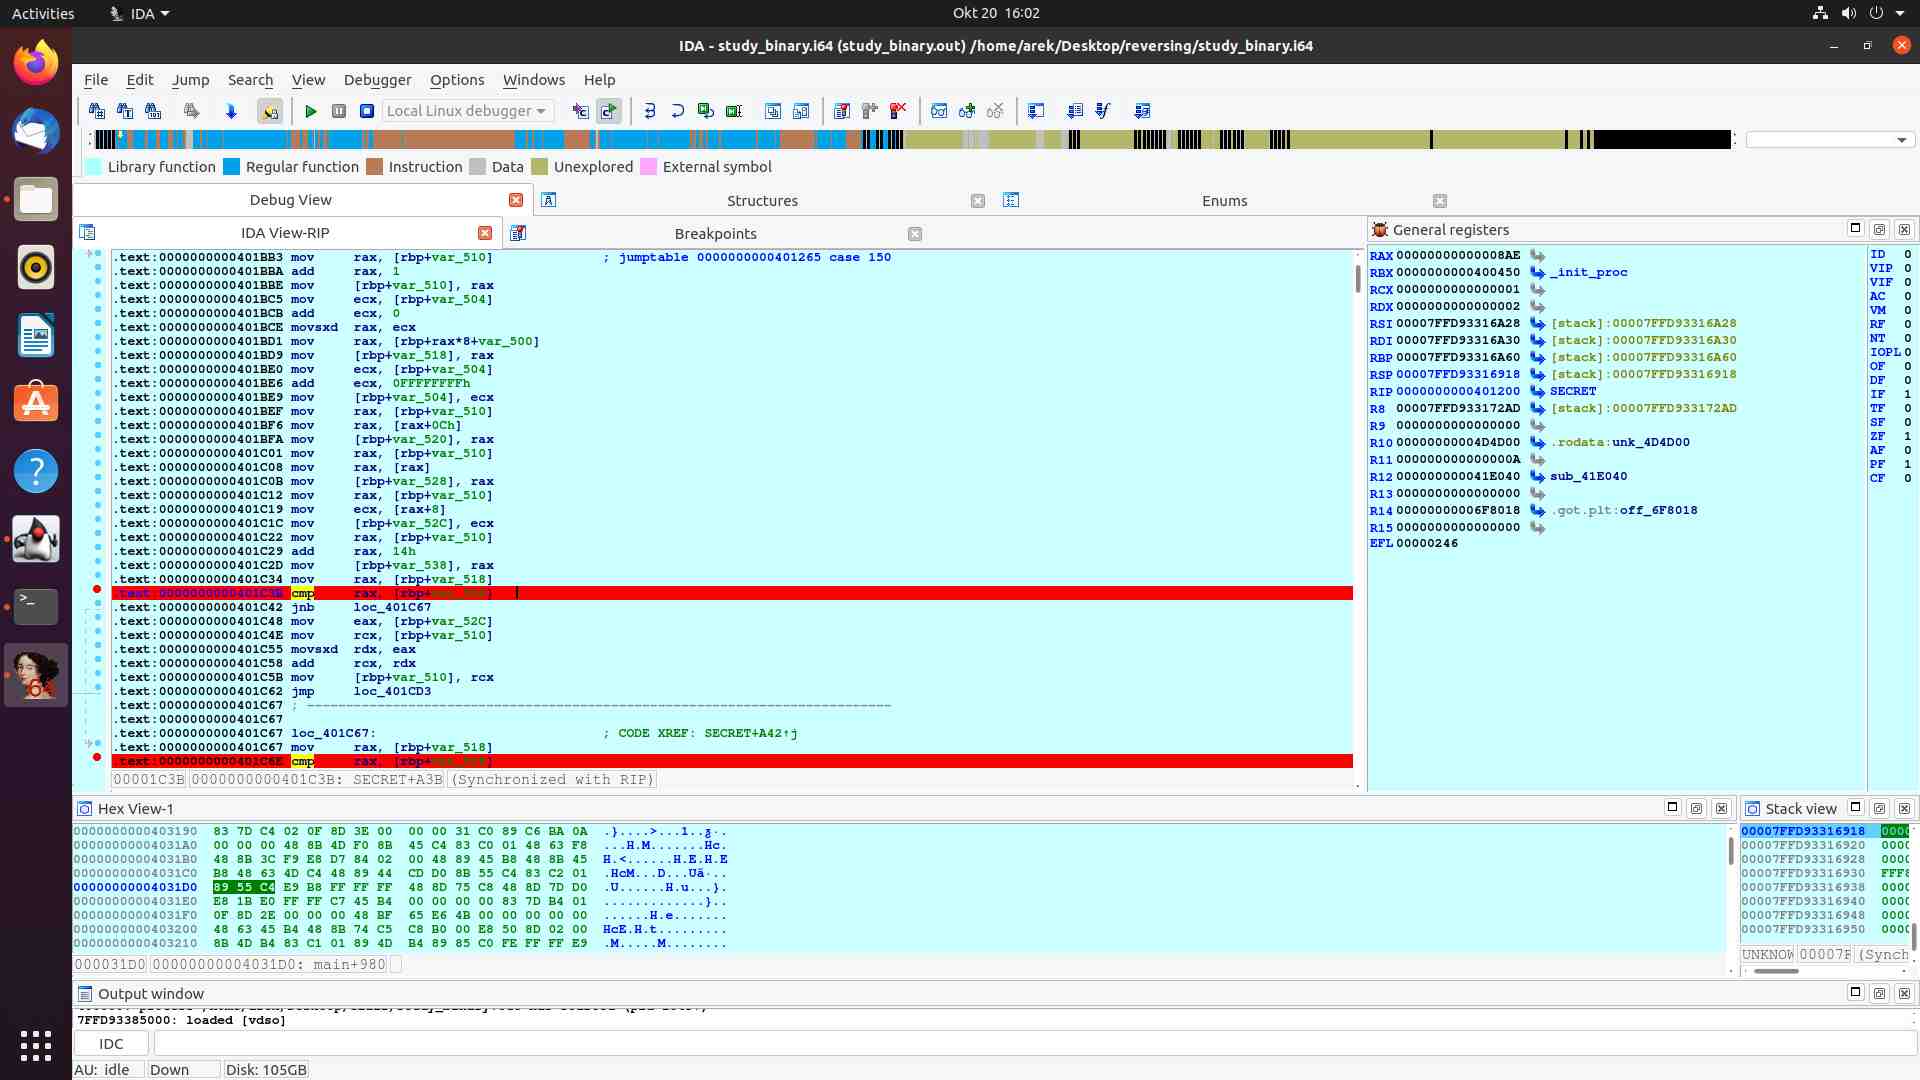 Activities
IDA
Okt 20 16:02
IDA - study_binary.i64 (study_binary.out) /home/arek/Desktop/reversing/study_binary.i64
File Edit Jump Search View Debugger Options Windows Help
Local Linux debugger
Library function Regular function Instruction Data Unexplored External symbol
Debug View
Structures
Enums
IDA View-RIP
Breakpoints
.text:0000000000401BB3 mov rax, [rbp+var_510] ; jumptable 0000000000401265 case 150
.text:0000000000401BBA add rax, 1
.text:0000000000401BBE mov [rbp+var_510], rax
.text:0000000000401BC5 mov ecx, [rbp+var_504]
.text:0000000000401BCB add ecx, 0
.text:0000000000401BCE movsxd rax, ecx
.text:0000000000401BD1 mov rax, [rbp+rax*8+var_500]
.text:0000000000401BD9 mov [rbp+var_518], rax
.text:0000000000401BE0 mov ecx, [rbp+var_504]
.text:0000000000401BE6 add ecx, 0FFFFFFFFh
.text:0000000000401BE9 mov [rbp+var_504], ecx
.text:0000000000401BEF mov rax, [rbp+var_510]
.text:0000000000401BF6 mov rax, [rax+0Ch]
.text:0000000000401BFA mov [rbp+var_520], rax
.text:0000000000401C01 mov rax, [rbp+var_510]
.text:0000000000401C08 mov rax, [rax]
.text:0000000000401C0B mov [rbp+var_528], rax
.text:0000000000401C12 mov rax, [rbp+var_510]
.text:0000000000401C19 mov ecx, [rax+8]
.text:0000000000401C1C mov [rbp+var_52C], ecx
.text:0000000000401C22 mov rax, [rbp+var_510]
.text:0000000000401C29 add rax, 14h
.text:0000000000401C2D mov [rbp+var_538], rax
.text:0000000000401C34 mov rax, [rbp+var_518]
.text:0000000000401C3B cmp rax, [rbp+
.text:0000000000401C42 jnb loc_401C67
.text:0000000000401C48 mov eax, [rbp+var_52C]
.text:0000000000401C4E mov rcx, [rbp+var_510]
.text:0000000000401C55 movsxd rdx, eax
.text:0000000000401C58 add rcx, rdx
.text:0000000000401C5B mov [rbp+var_510], rcx
.text:0000000000401C62 jmp loc_401CD3
.text:0000000000401C67 ; ---------------------------------------------------------------------------
.text:0000000000401C67
.text:0000000000401C67 loc_401C67: ; CODE XREF: SECRET+A42↑j
.text:0000000000401C67 mov rax, [rbp+var_518]
.text:0000000000401C6E cmp rax, [rbp+
00001C3B 0000000000401C3B: SECRET+A3B (Synchronized with RIP)
General registers
RAX 00000000000008AE
RBX 0000000000400450 _init_proc
RCX 0000000000000001
RDX 0000000000000002
RSI 00007FFD93316A28 [stack]:00007FFD93316A28
RDI 00007FFD93316A30 [stack]:00007FFD93316A30
RBP 00007FFD93316A60 [stack]:00007FFD93316A60
RSP 00007FFD93316918 [stack]:00007FFD93316918
RIP 0000000000401200 SECRET
R8 00007FFD933172AD [stack]:00007FFD933172AD
R9 0000000000000000
R10 00000000004D4D00 .rodata:unk_4D4D00
R11 000000000000000A
R12 000000000041E040 sub_41E040
R13 0000000000000000
R14 00000000006F8018 .got.plt:off_6F8018
R15 0000000000000000
EFL 00000246
ID 0
VIP 0
VIF 0
AC 0
VM 0
RF 0
NT 0
IOPL 0
OF 0
DF 0
IF 1
TF 0
SF 0
ZF 1
AF 0
PF 1
CF 0
Hex View-1
0000000000403190 83 7D C4 02 0F 8D 3E 00 00 00 31 C0 89 C6 BA 0A
00000000004031A0 00 00 00 48 8B 4D F0 8B 45 C4 83 C0 01 48 63 F8
00000000004031B0 48 8B 3C F9 E8 D7 84 02 00 48 89 45 B8 48 8B 45 H.<......H.E.H.E
00000000004031C0 B8 48 63 4D C4 48 89 44 CD D0 8B 55 C4 83 C2 01
00000000004031D0 89 55 C4 E9 B8 FF FF FF 48 8D 75 C8 48 8D 7D D0 .U......H.u.H.}.
00000000004031E0 E8 1B E0 FF FF C7 45 B4 00 00 00 00 83 7D B4 01
00000000004031F0 0F 8D 2E 00 00 00 48 BF 65 E6 4B 00 00 00 00 00 ......H.e.......
0000000000403200 48 63 45 B4 48 8B 74 C5 C8 B0 00 E8 50 8D 02 00
0000000000403210 8B 4D B4 83 C1 01 89 4D B4 89 85 C0 FE FF FF E9 .M.....M........
000031D0 00000000004031D0: main+980
Stack view
00007FFD93316918 0000
00007FFD93316920
00007FFD93316928 0000
00007FFD93316930 FFF8
00007FFD93316938 0000
00007FFD93316940 0000
00007FFD93316948 0000
00007FFD93316950 0000
UNKNOW 00007F (Synch
Output window
7FFD93385000: loaded [vdso]
IDC
AU: idle Down Disk: 105GB